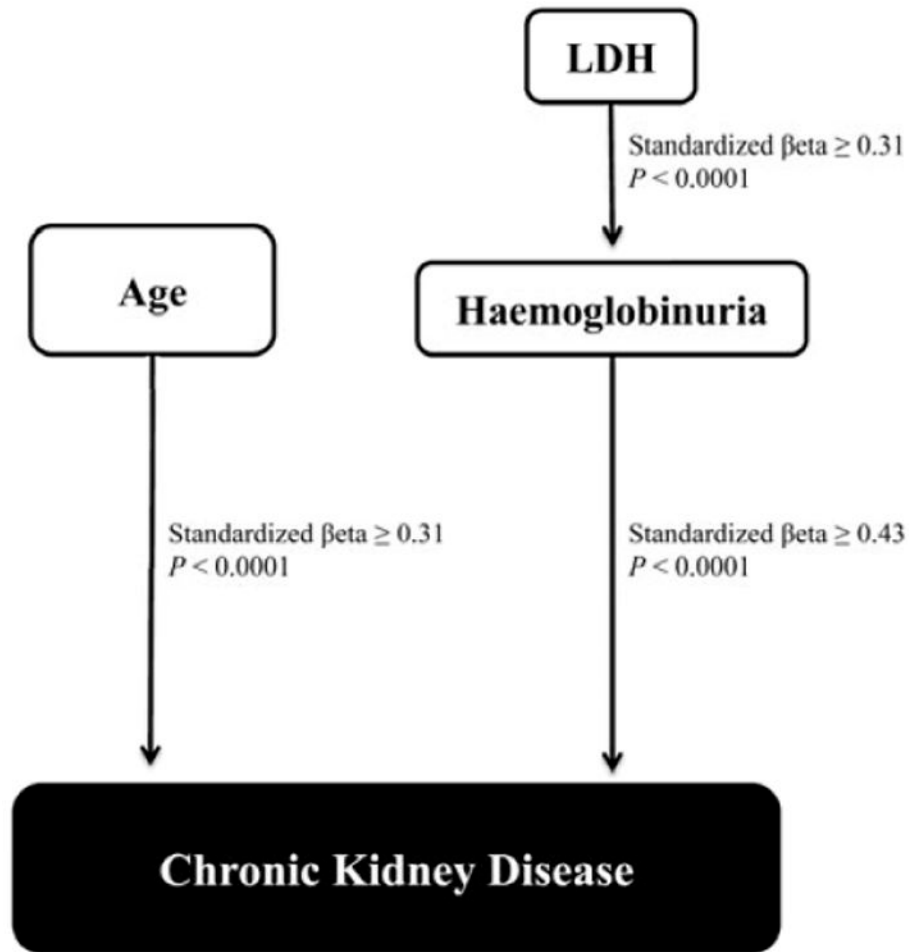 LDH
Standardized βeta ≥ 0.31
P < 0.0001
Age
Haemoglobinuria
Standardized βeta ≥ 0.31
P < 0.0001
Standardized βeta ≥ 0.43
P < 0.0001
Chronic Kidney Disease